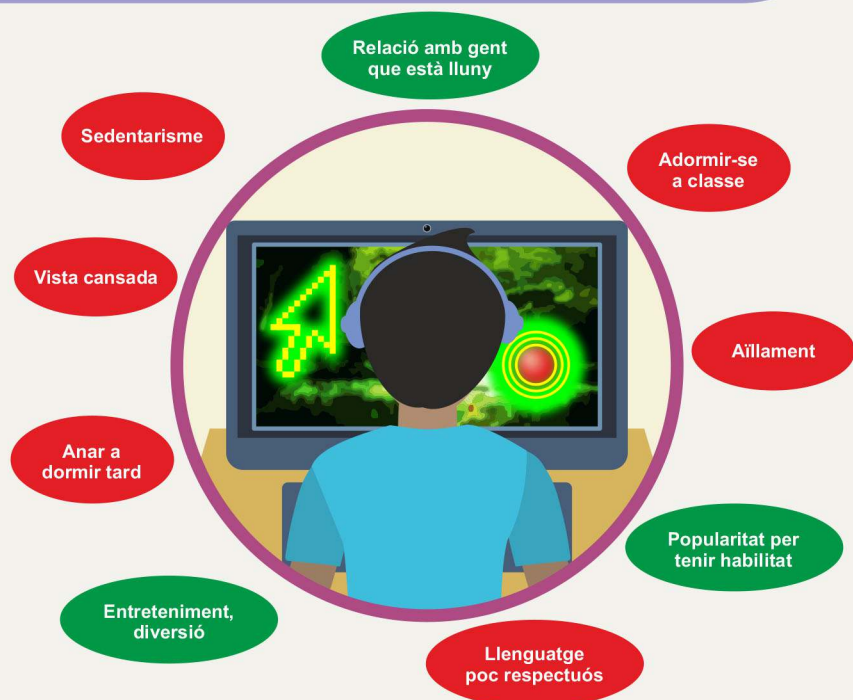 Relació amb gent
que està lluny
Sedentarisme
Adormir-se
a classe
Vista cansada
Aïllament
Anar a
dormir tard
Popularitat per
tenir habilitat
Entreteniment,
diversió
Llenguatge
poc respectuós